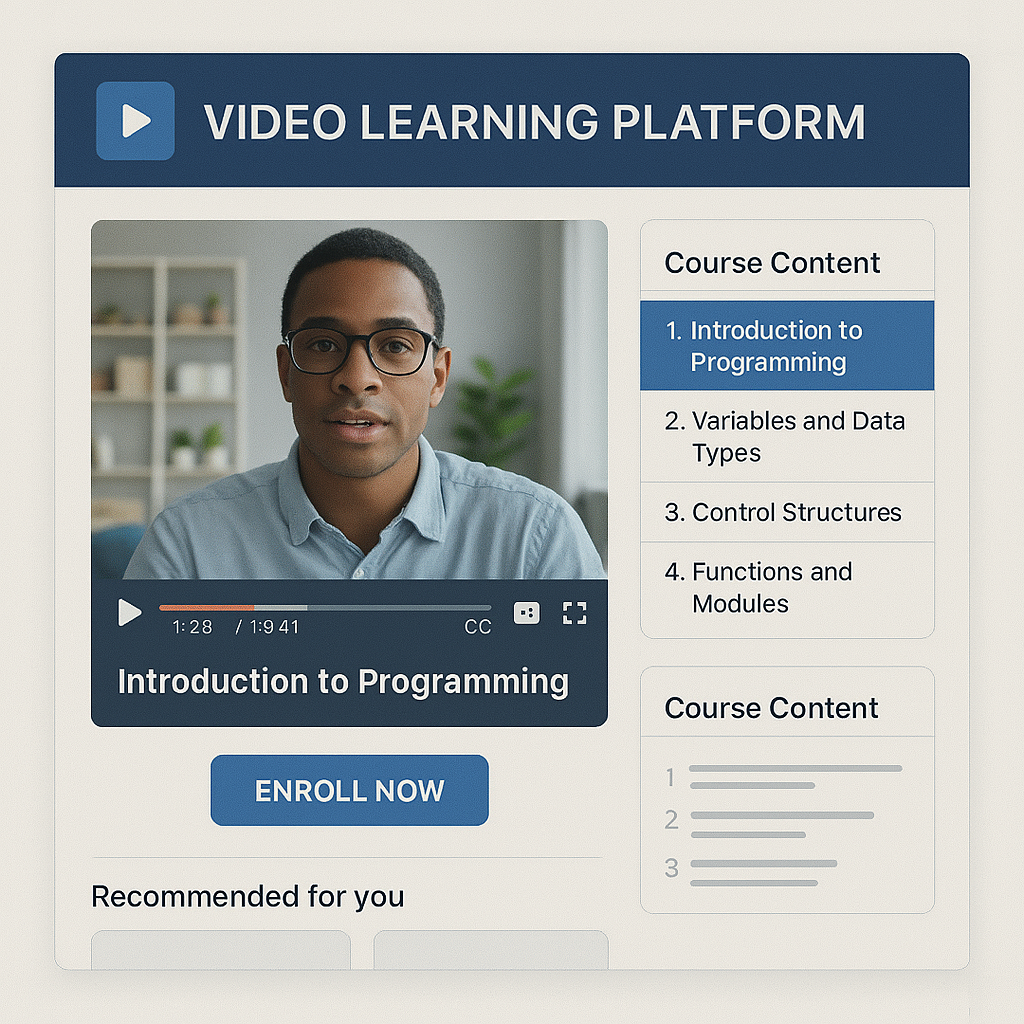 VIDEO LEARNING PLATFORM
1:28 / 1:9 41
CC
Introduction to Programming
ENROLL NOW
Recommended for you
Course Content
1. Introduction to
Programming
2. Variables and Data
Types
3. Control Structures
4. Functions and
Modules
Course Content
1
2
3